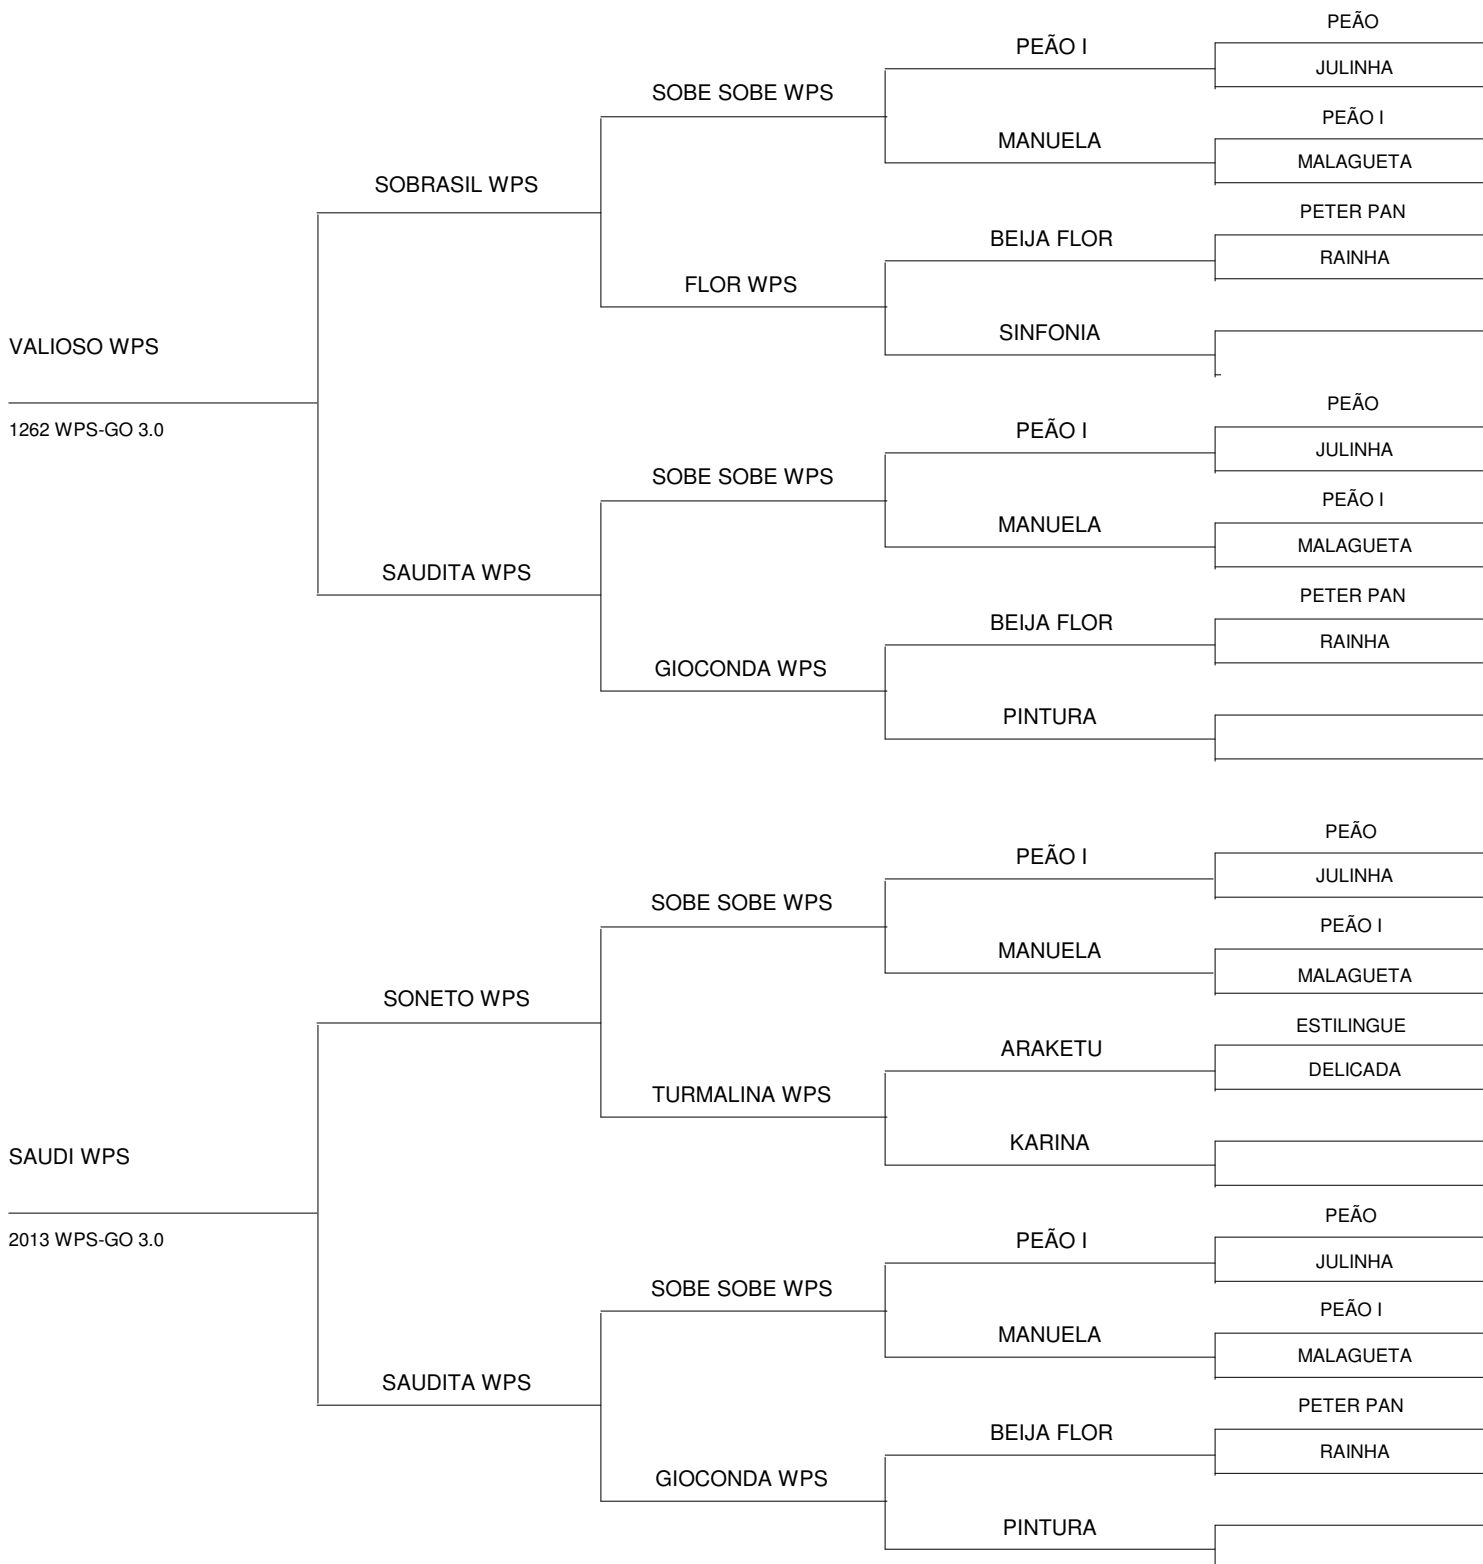 PEÃO
PEÃO I
JULINHA
SOBE SOBE WPS
PEÃO I
MANUELA
MALAGUETA
SOBRASIL WPS
PETER PAN
BEIJA FLOR
RAINHA
FLOR WPS
SINFONIA
VALIOSO WPS
1262 WPS-GO 3.0
PEÃO
PEÃO I
JULINHA
SOBE SOBE WPS
PEÃO I
MANUELA
MALAGUETA
SAUDITA WPS
PETER PAN
BEIJA FLOR
RAINHA
GIOCONDA WPS
PINTURA
PEÃO
PEÃO I
JULINHA
SOBE SOBE WPS
PEÃO I
MANUELA
MALAGUETA
SONETO WPS
ESTILINGUE
ARAKETU
DELICADA
TURMALINA WPS
KARINA
SAUDI WPS
2013 WPS-GO 3.0
PEÃO
PEÃO I
JULINHA
SOBE SOBE WPS
PEÃO I
MANUELA
MALAGUETA
SAUDITA WPS
PETER PAN
BEIJA FLOR
RAINHA
GIOCONDA WPS
PINTURA